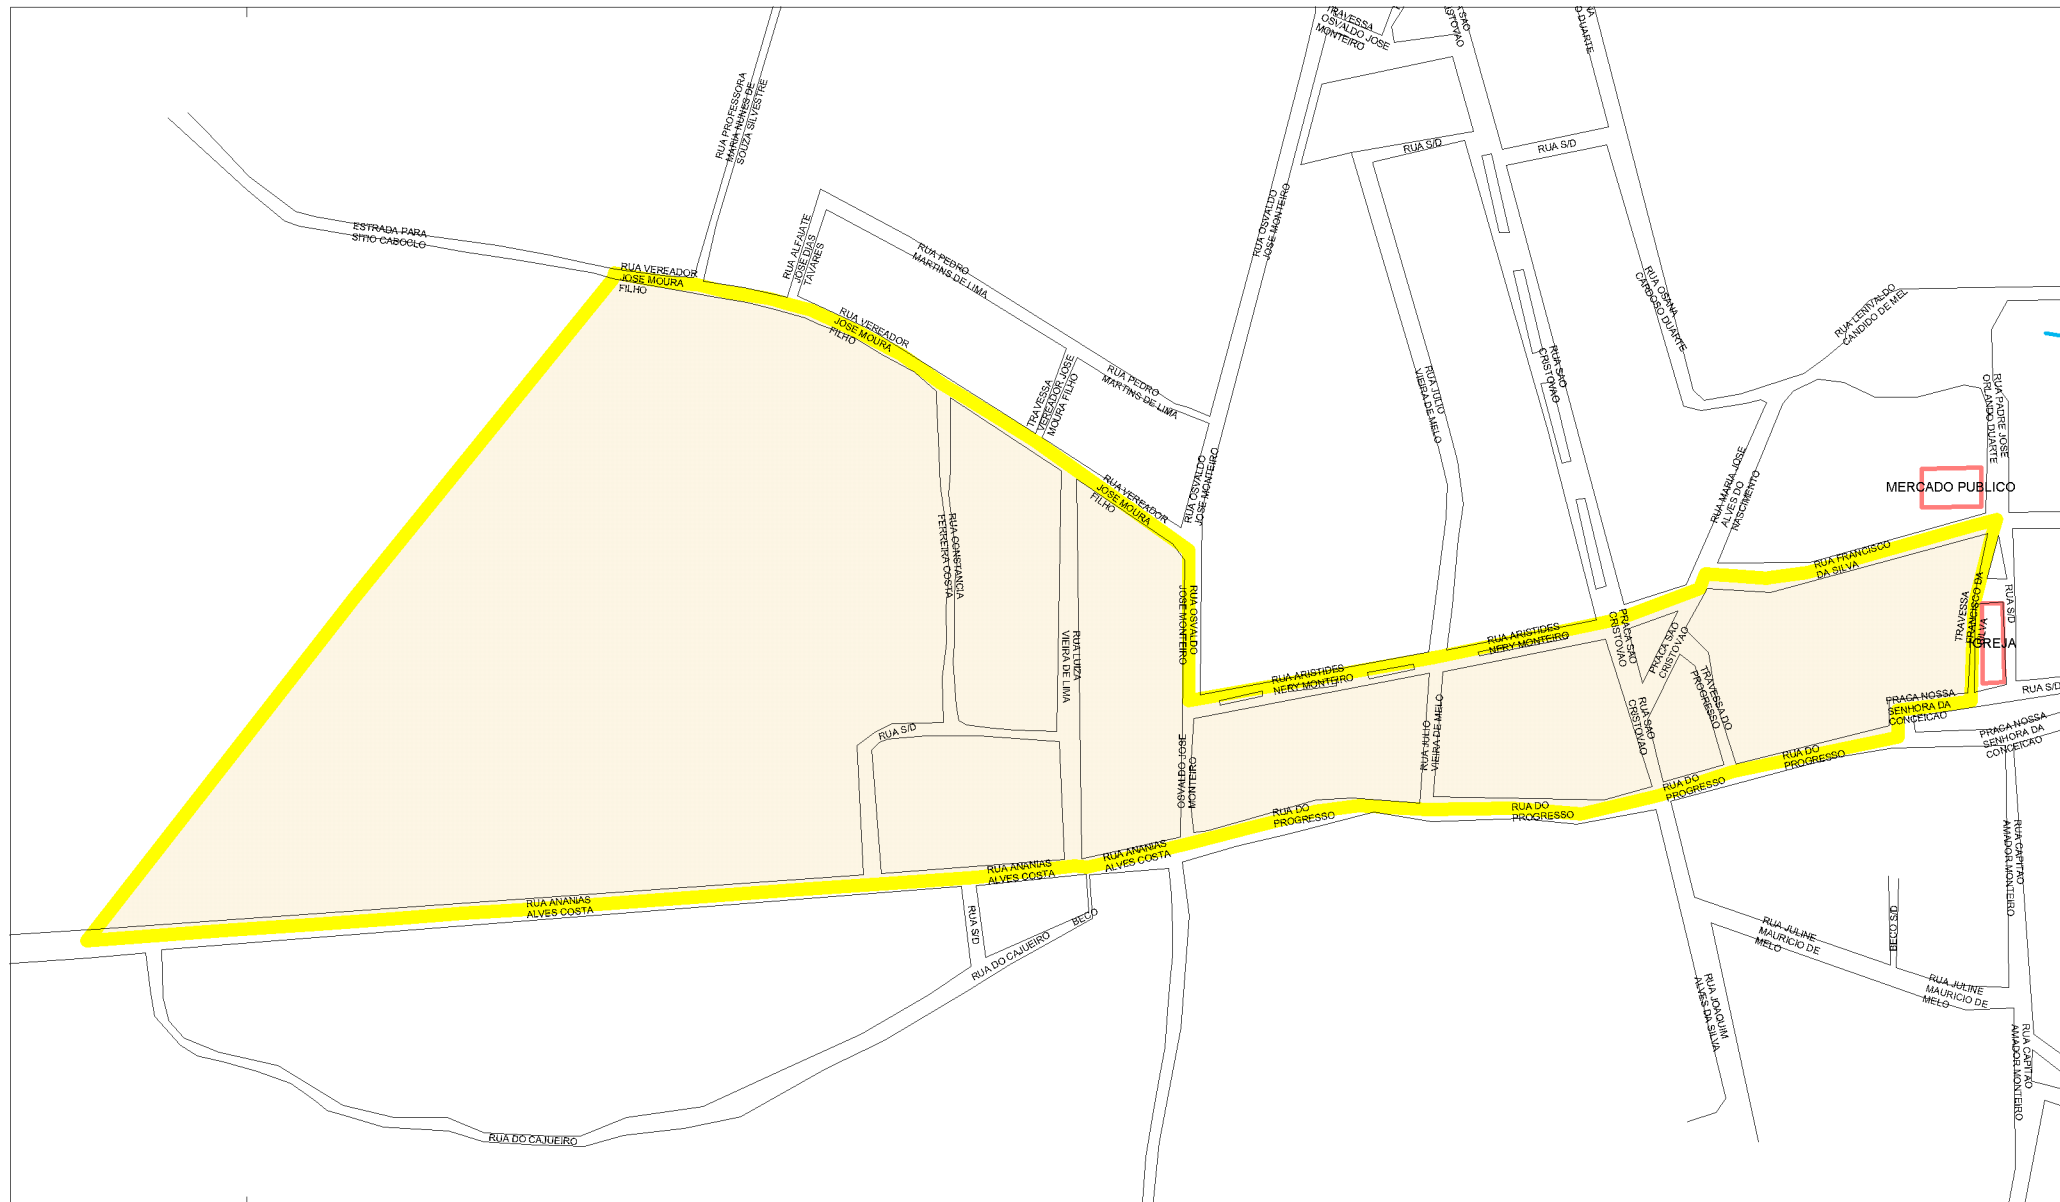 TRAVESSA
OSVALDO JOSE
MONTEIRO
RUA PROFESSORA
MARIA NUNES DE
SOUZA SILVESTRE
RUA S/D
RUA S/D
ESTRADA PARA
SITIO CABOCLO
RUA ALFAIATE
JOSE DIAS
TAVARES
RUA PEDRO
MARTINS DE LIMA
RUA OSVALDO
JOSE MONTEIRO
RUA VEREADOR
JOSE MOURA
FILHO
RUA VEREADOR
JOSE MOURA
FILHO
RUA OSANA
CARDOSO DUARTE
RUA LENIVALDO
CANDIDO DE MEL
TRAVESSA
VEREADOR JOSE
MOURA FILHO
RUA PEDRO
MARTINS DE LIMA
RUA JULIO
VIEIRA DE MELO
RUA SAO
CRISTOVAO
RUA PADRE JOSE
ORLANDO DUARTE
RUA VEREADOR
JOSE MOURA
FILHO
RUA OSVALDO
JOSE MONTEIRO
RUA MARIA JOSE
ALVES DO
NASCIMENTO
MERCADO PUBLICO
RUA CONSTANCIA
FERREIRA COSTA
RUA FRANCISCO
DA SILVA
RUA OSVALDO
JOSE MONTEIRO
RUA LUIZA
VIEIRA DE LIMA
RUA ARISTIDES
NERY MONTEIRO
RUA ARISTIDES
NERY MONTEIRO
PRACA SAO
CRISTOVAO
PRACA SAO
CRISTOVAO
TRAVESSA
FRANCISCO DA
SILVA
RUA S/D
IGREJA
RUA S/D
TRAVESSA DO
PROGRESSO
RUA SAO
CRISTOVAO
RUA JULIO
VIEIRA DE MELO
PRACA NOSSA
SENHORA DA
CONCEICAO
PRACA NOSSA
SENHORA DA
CONCEICAO
RUA S/D
OSVALDO JOSE
MONTEIRO
RUA DO
PROGRESSO
RUA DO
PROGRESSO
RUA DO
PROGRESSO
RUA DO
PROGRESSO
RUA ANANIAS
ALVES COSTA
RUA ANANIAS
ALVES COSTA
RUA ANANIAS
ALVES COSTA
RUA S/D
BECO
RUA DO CAJUEIRO
RUA CAPITAO
AMADOR MONTEIRO
BECO S/D
RUA JULINE
MAURICIO DE
MELO
RUA JULINE
MAURICIO DE
MELO
RUA JOAQUIM
ALVES DA SILVA
RUA CAPITAO
AMADOR MONTEIRO
RUA DO CAJUEIRO